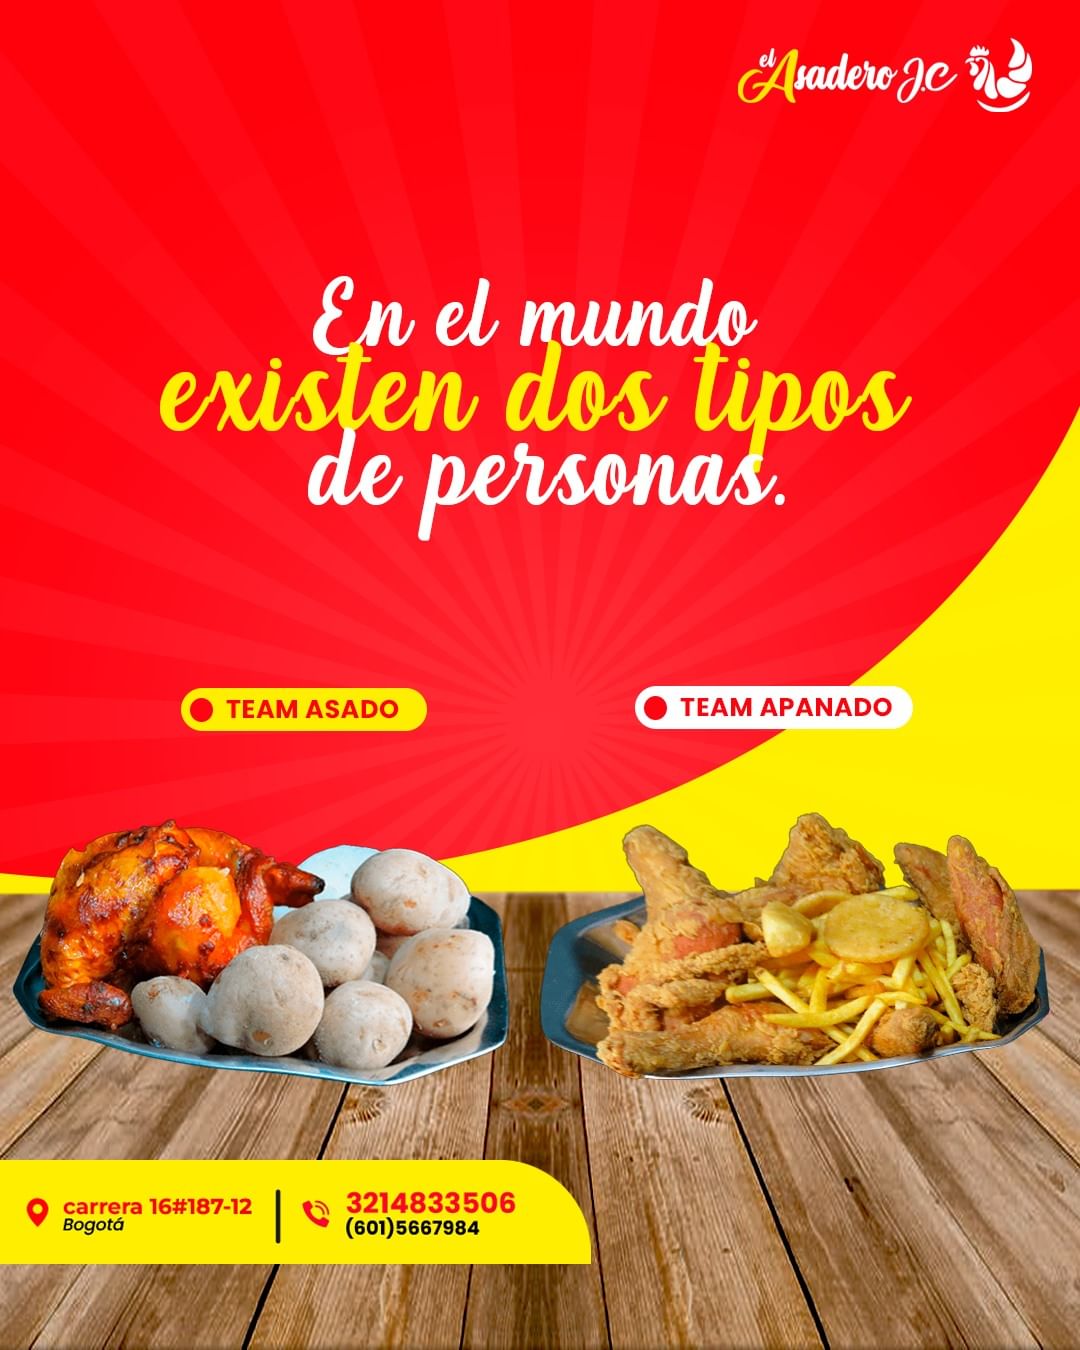 el Asadero J.C
En el mundo
existen dos tipos
de personas.
TEAM ASADO
TEAM APANADO
carrera 16#187-12
Bogotá
3214833506
(601)5667984